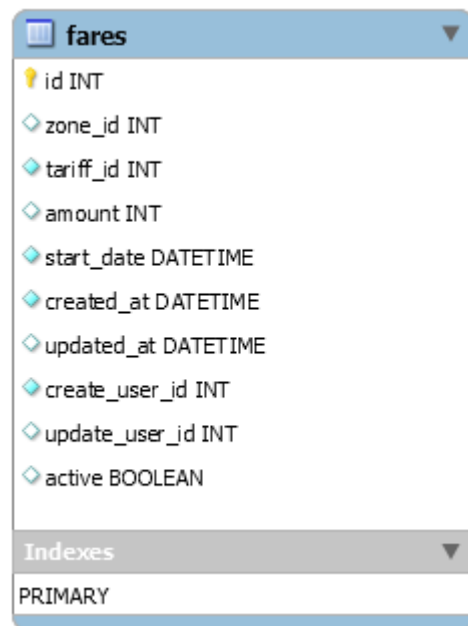 fares
id INT
zone_id INT
tariff_id INT
amount INT
start_date DATETIME
created_at DATETIME
updated_at DATETIME
create_user_id INT
update_user_id INT
active BOOLEAN
Indexes
PRIMARY